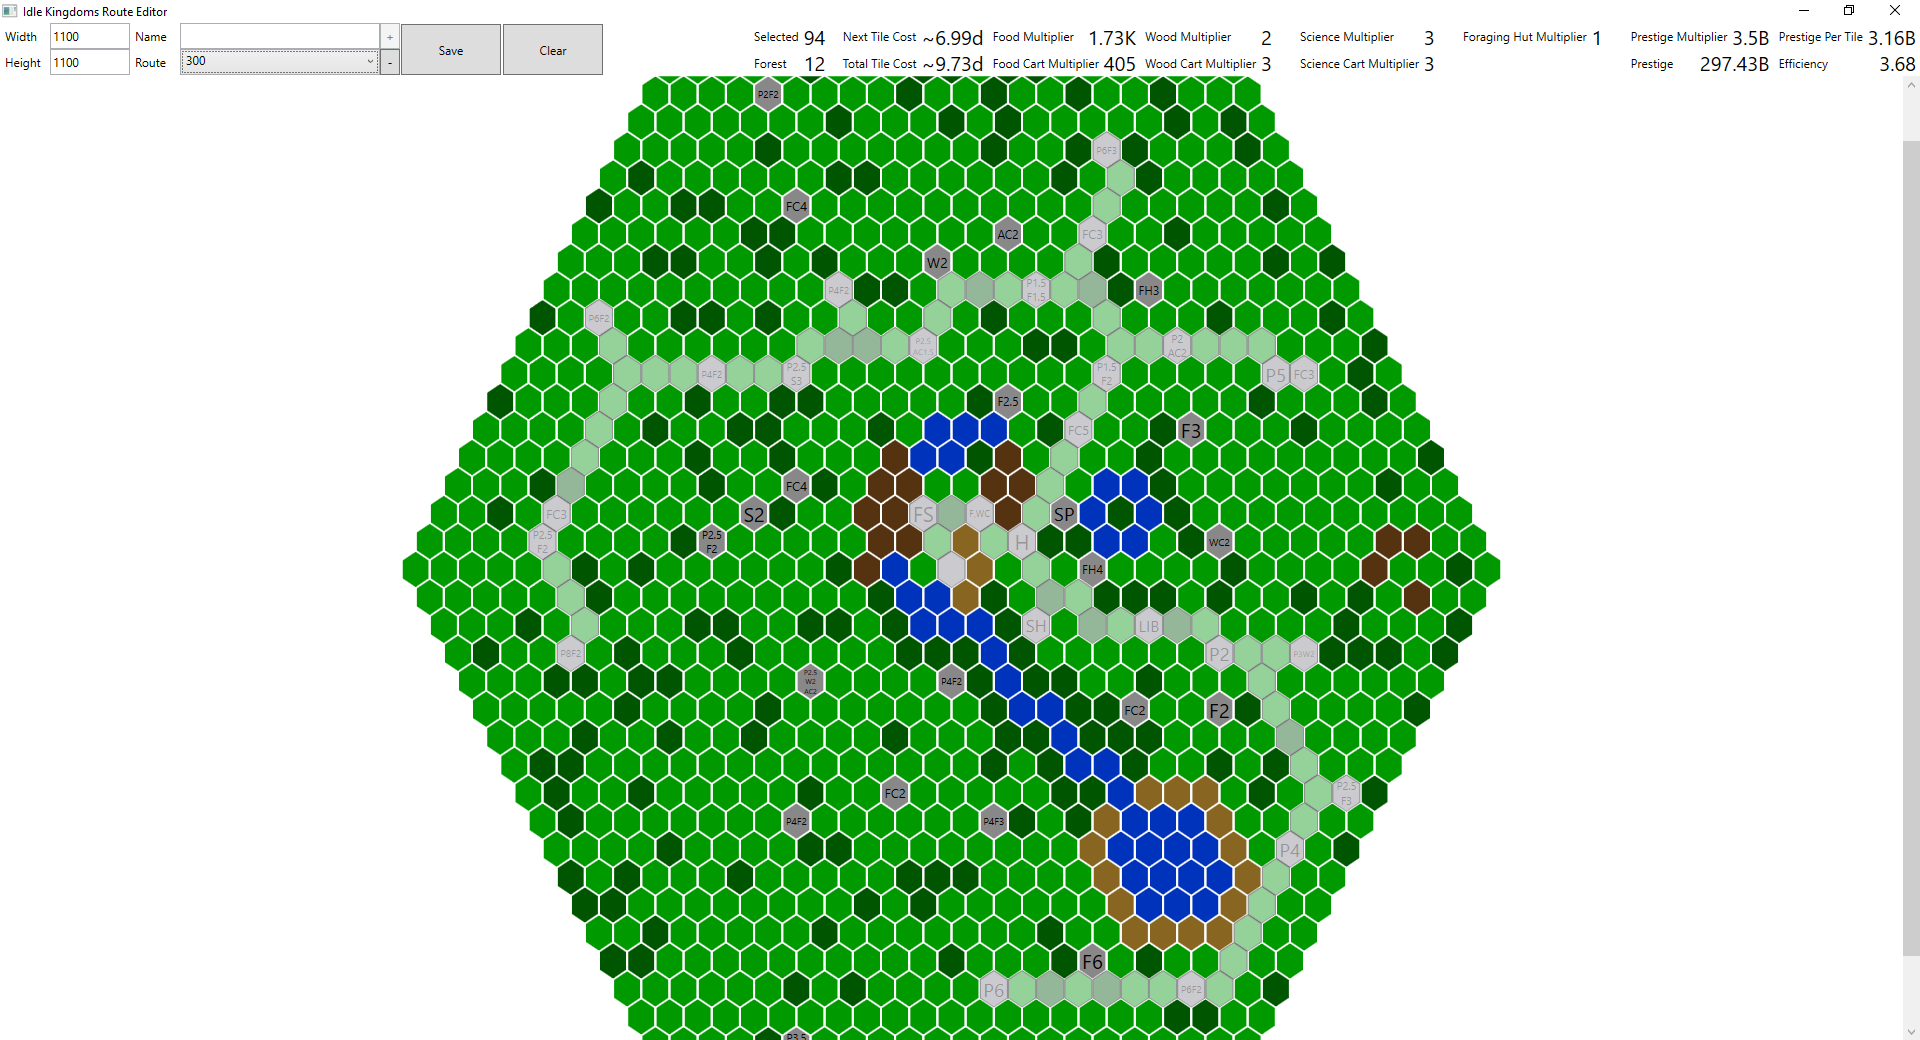 Idle Kingdoms Route Editor
Width 1100 Name + Save Clear Selected 94 Next Tile Cost ~6.99d Food Multiplier 1.73K Wood Multiplier 2 Science Multiplier 3 Foraging Hut Multiplier 1 Prestige Multiplier 3.5B Prestige Per Tile 3.16B
Height 1100 Route 300 - Forest 12 Total Tile Cost ~9.73d Food Cart Multiplier 405 Wood Cart Multiplier 3 Science Cart Multiplier 3 Prestige 297.43B Efficiency 3.68
P2F2
P6F3
FC4
AC2 FC3
W2
P4F2 P1.5 FH3
F1.5
P6F2
P2.5 P2
AC1.5 AC2
P4F2 P2.5 P1.5 P5 FC3
S3 F2
F2.5
FC5 F3
FC4
FC3 S2 FS F.WC SP
P2.5 P2.5 H WC2
F2 F2
FH4
SH LIB
P6F2 P2 P3W2
P2.5 P4F2
W2
AC2
FC2 F2
FC2 P2.5
F3
P4F2 P4F3
P4
F6
P6 P6F2
P3.5